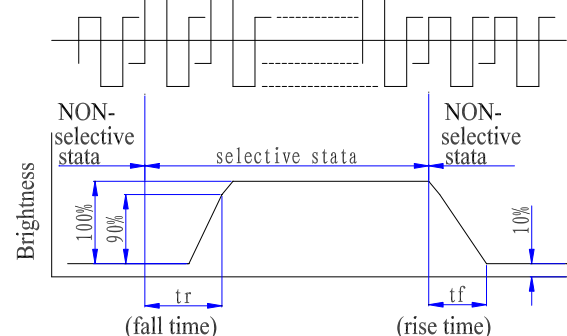 NON-
selective
stata
selective stata
NON-
selective
stata
Brightness
100%
90%
10%
tr
tf
(fall time)
(rise time)